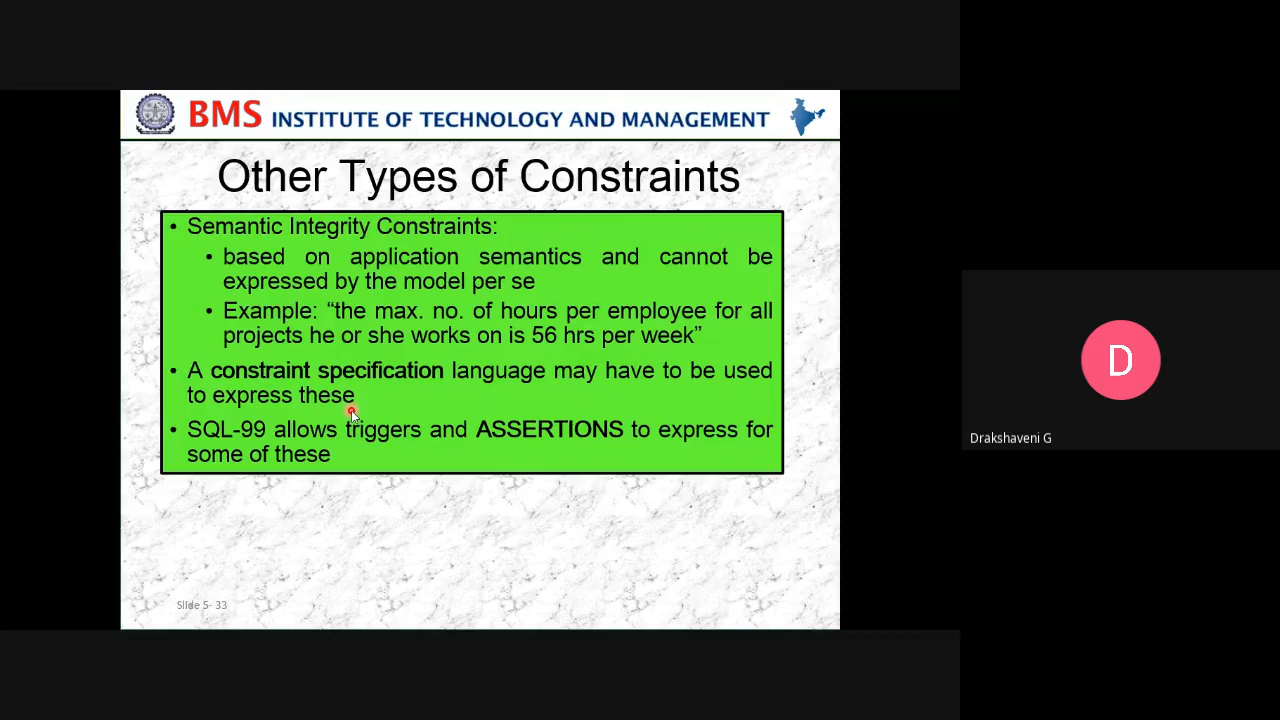 BMS INSTITUTE OF TECHNOLOGY AND MANAGEMENT
Other Types of Constraints
• Semantic Integrity Constraints:
• based on application semantics and cannot be
expressed by the model per se
• Example: “the max. no. of hours per employee for all
projects he or she works on is 56 hrs per week”
• A constraint specification language may have to be used
to express these
• SQL-99 allows triggers and ASSERTIONS to express for
some of these
Slide 5- 33
D
Drakshaveni G